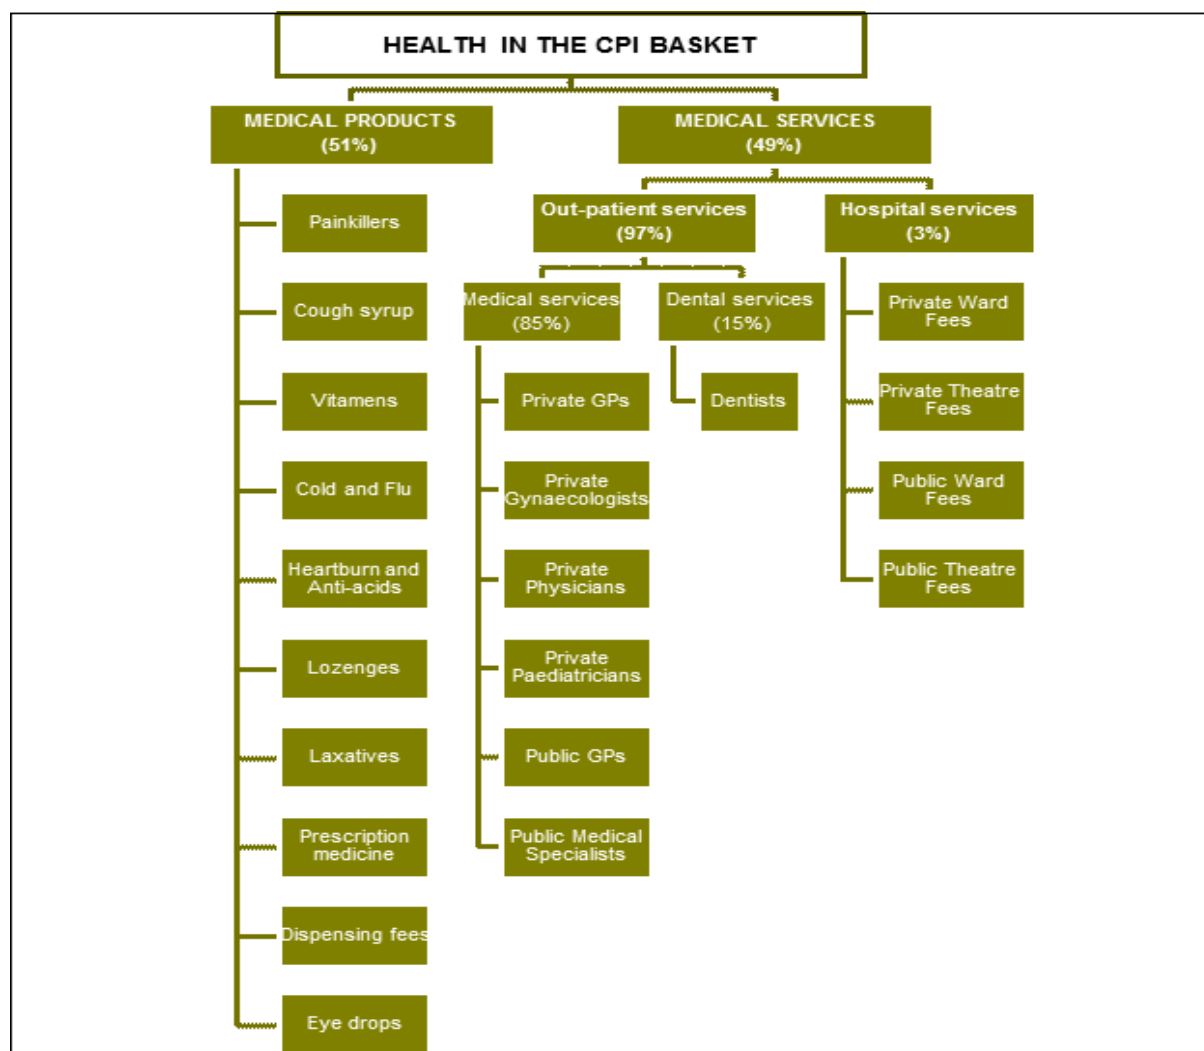 HEALTH IN THE CPI BASKET
MEDICAL PRODUCTS
(51%)
MEDICAL SERVICES
(49%)
Painkillers
Cough syrup
Vitamens
Cold and Flu
Heartburn and
Anti-acids
Lozenges
Laxatives
Prescription
medicine
Dispensing fees
Eye drops
Out-patient services
(97%)
Hospital services
(3%)
Medical services
(85%)
Dental services
(15%)
Private GPs
Private
Gynaecologists
Private
Physicians
Private
Paediatricians
Public GPs
Public Medical
Specialists
Dentists
Private Ward
Fees
Private Theatre
Fees
Public Ward
Fees
Public Theatre
Fees